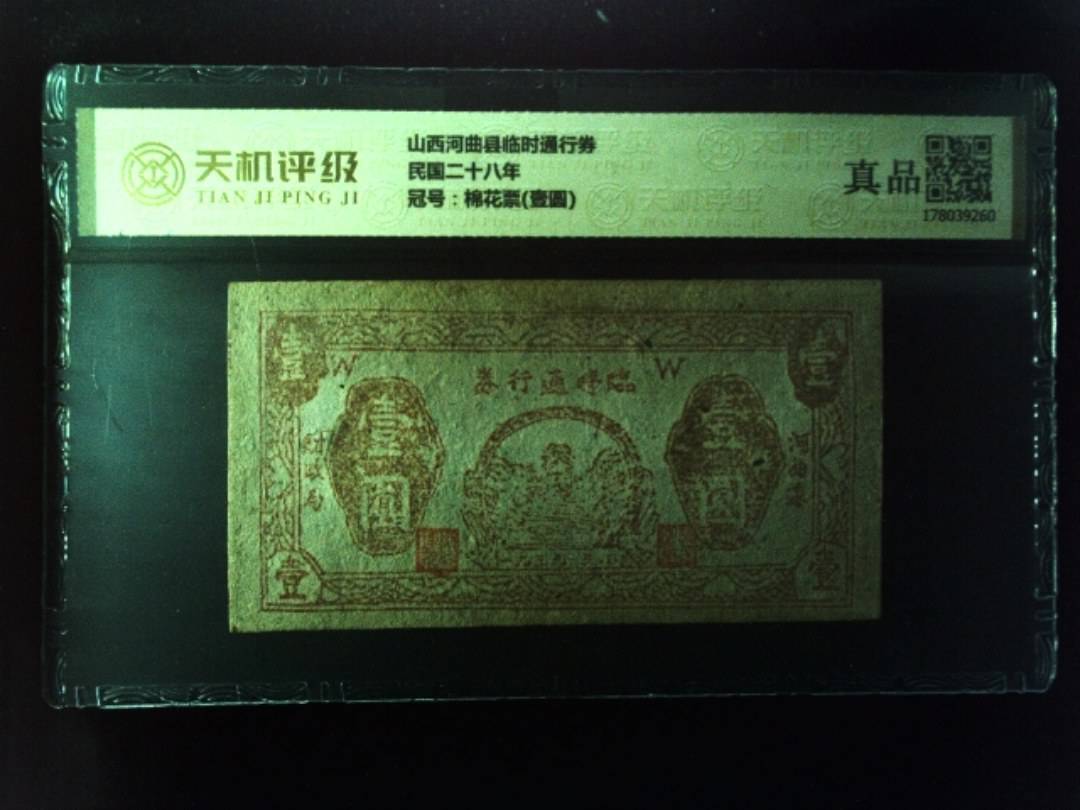 天机评级
TIAN JI PING JI
山西河曲县临时通行券
民国二十八年
冠号：棉花票(壹圆)
真品
178039260
壹
壹
W
W
券行通時臨
壹圓
壹圓
壹
壹